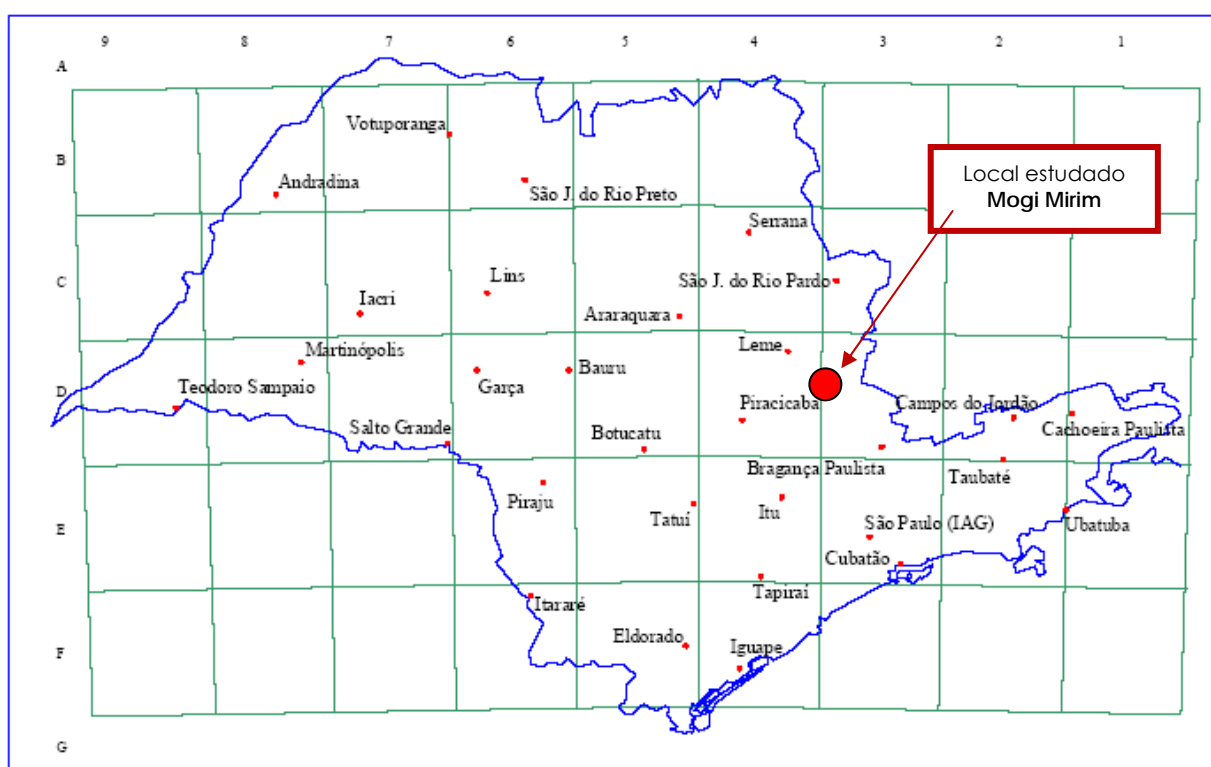 9 8 7 6 5 4 3 2 1
A
Votuporanga
B
Andradina
São J. do Rio Preto
Local estudado
Mogi Mirim
Serrana
C
Lins
São J. do Rio Pardo
Iacri
Araraquara
Leme
Martinópolis
D
Teodoro Sampaio
Garça
Bauru
Piracicaba
Campos do Jordão
Salto Grande
Botucatu
Cachoeira Paulista
Bragança Paulista
Taubaté
Piraju
E
Tatuí
Itu
São Paulo (IAG)
Ubatuba
Cubatão
Tapiraí
Itararé
F
Eldorado
Iguape
G